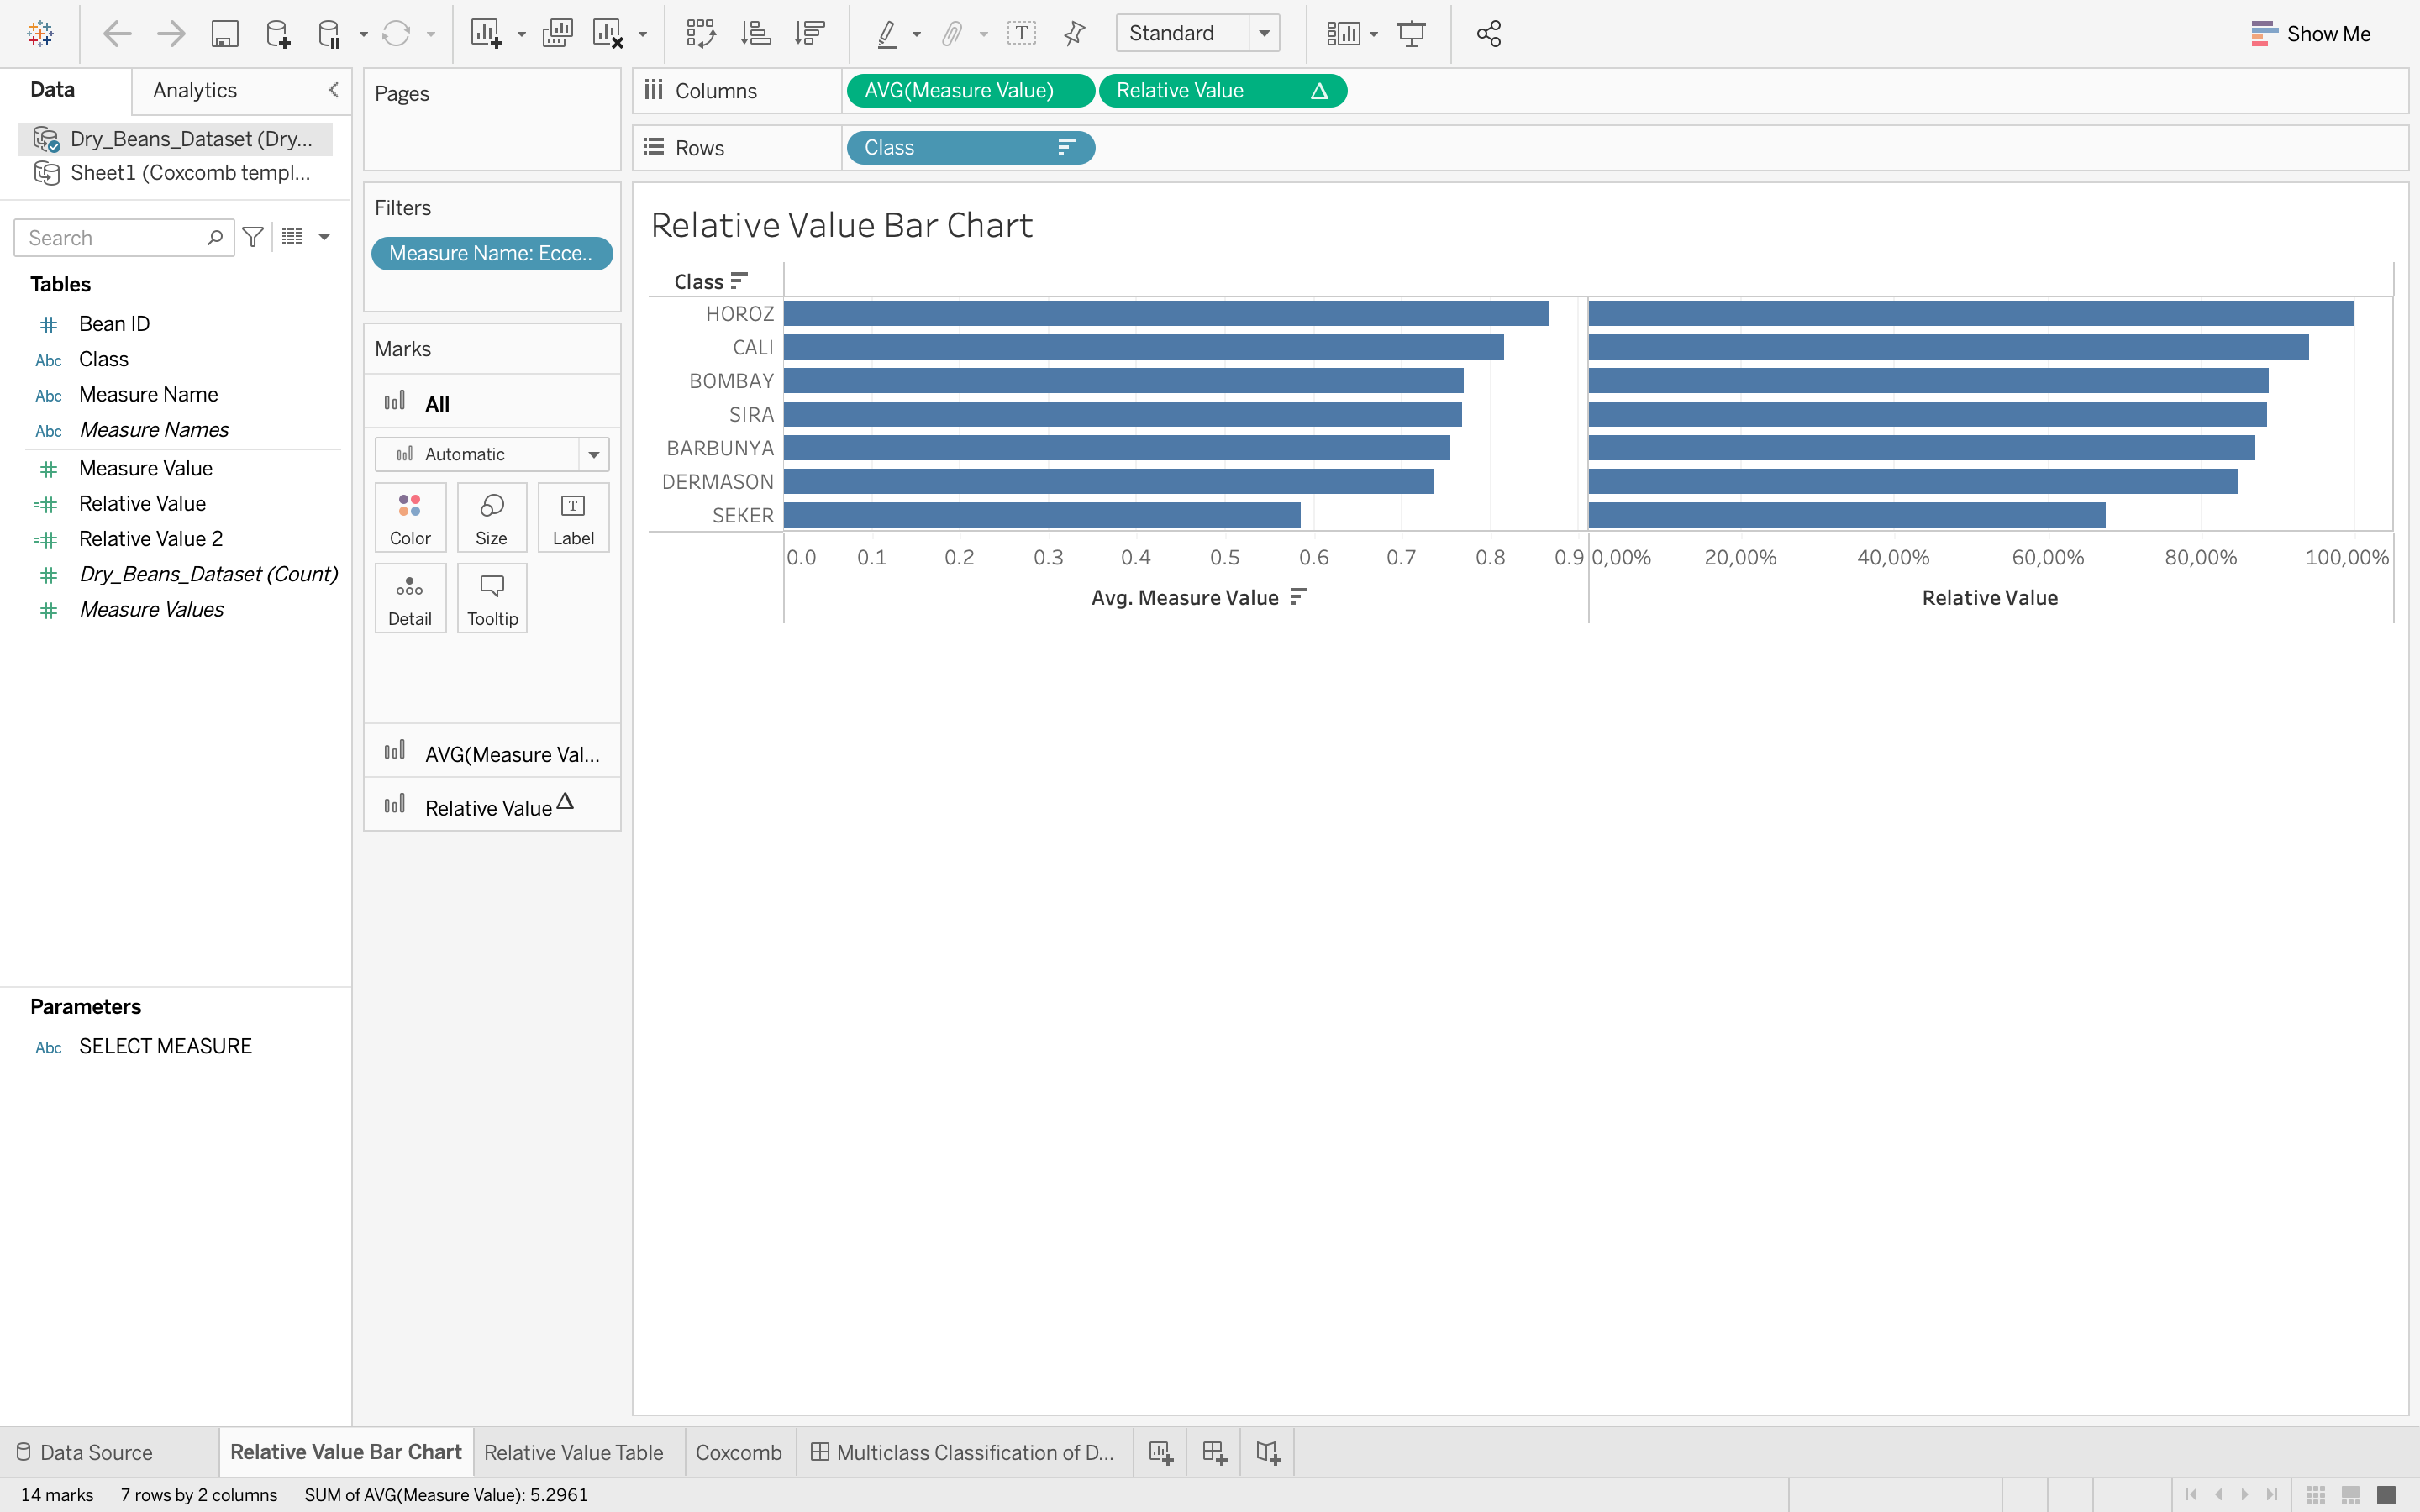 Standard
Show Me
Data
Analytics
Dry_Beans_Dataset (Dry...
Sheet1 (Coxcomb templ...
Search
Tables
Bean ID
Abc Class
Abc Measure Name
Abc Measure Names
Measure Value
Relative Value
Relative Value 2
Dry_Beans_Dataset (Count)
Measure Values
Parameters
Abc SELECT MEASURE
Pages
Filters
Measure Name: Ecce..
Marks
All
Automatic
Color Size Label
Detail Tooltip
AVG(Measure Val...
Relative Value Δ
Columns AVG(Measure Value) Relative Value Δ
Rows Class
Relative Value Bar Chart
Class
HOROZ
CALI
BOMBAY
SIRA
BARBUNYA
DERMASON
SEKER
0.0 0.1 0.2 0.3 0.4 0.5 0.6 0.7 0.8 0.9 0,00% 20,00% 40,00% 60,00% 80,00% 100,00%
Avg. Measure Value Relative Value
Data Source Relative Value Bar Chart Relative Value Table Coxcomb Multiclass Classification of D...
14 marks 7 rows by 2 columns SUM of AVG(Measure Value): 5.2961